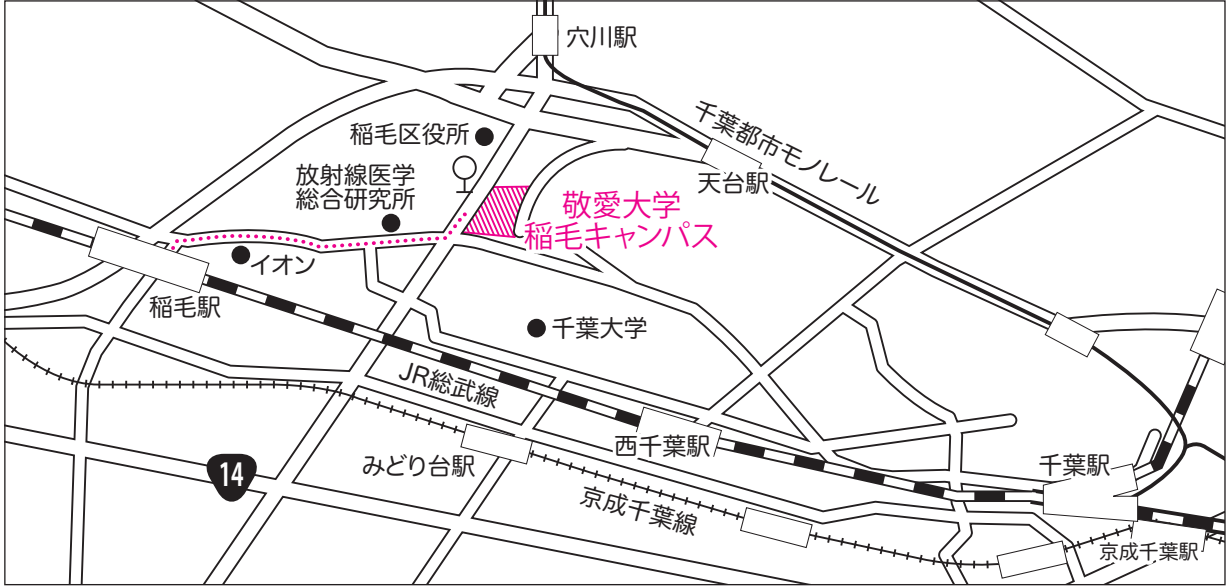 穴川駅
千葉都市モノレール
稲毛区役所
天台駅
放射線医学
総合研究所
敬愛大学
稲毛キャンパス
イオン
稲毛駅
千葉大学
JR総武線
西千葉駅
みどり台駅
14
千葉駅
京成千葉線
京成千葉駅